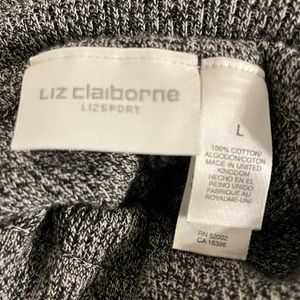 Liz claiborne
LIZSPORT
L
100% COTTON/
ALGODON/COTON
MADE IN UNITED
KINGDOM
HECHO EN EL
REINO UNIDO
FABRIQUE AU
ROYAUME-UNI
RN 52002
CA 16396